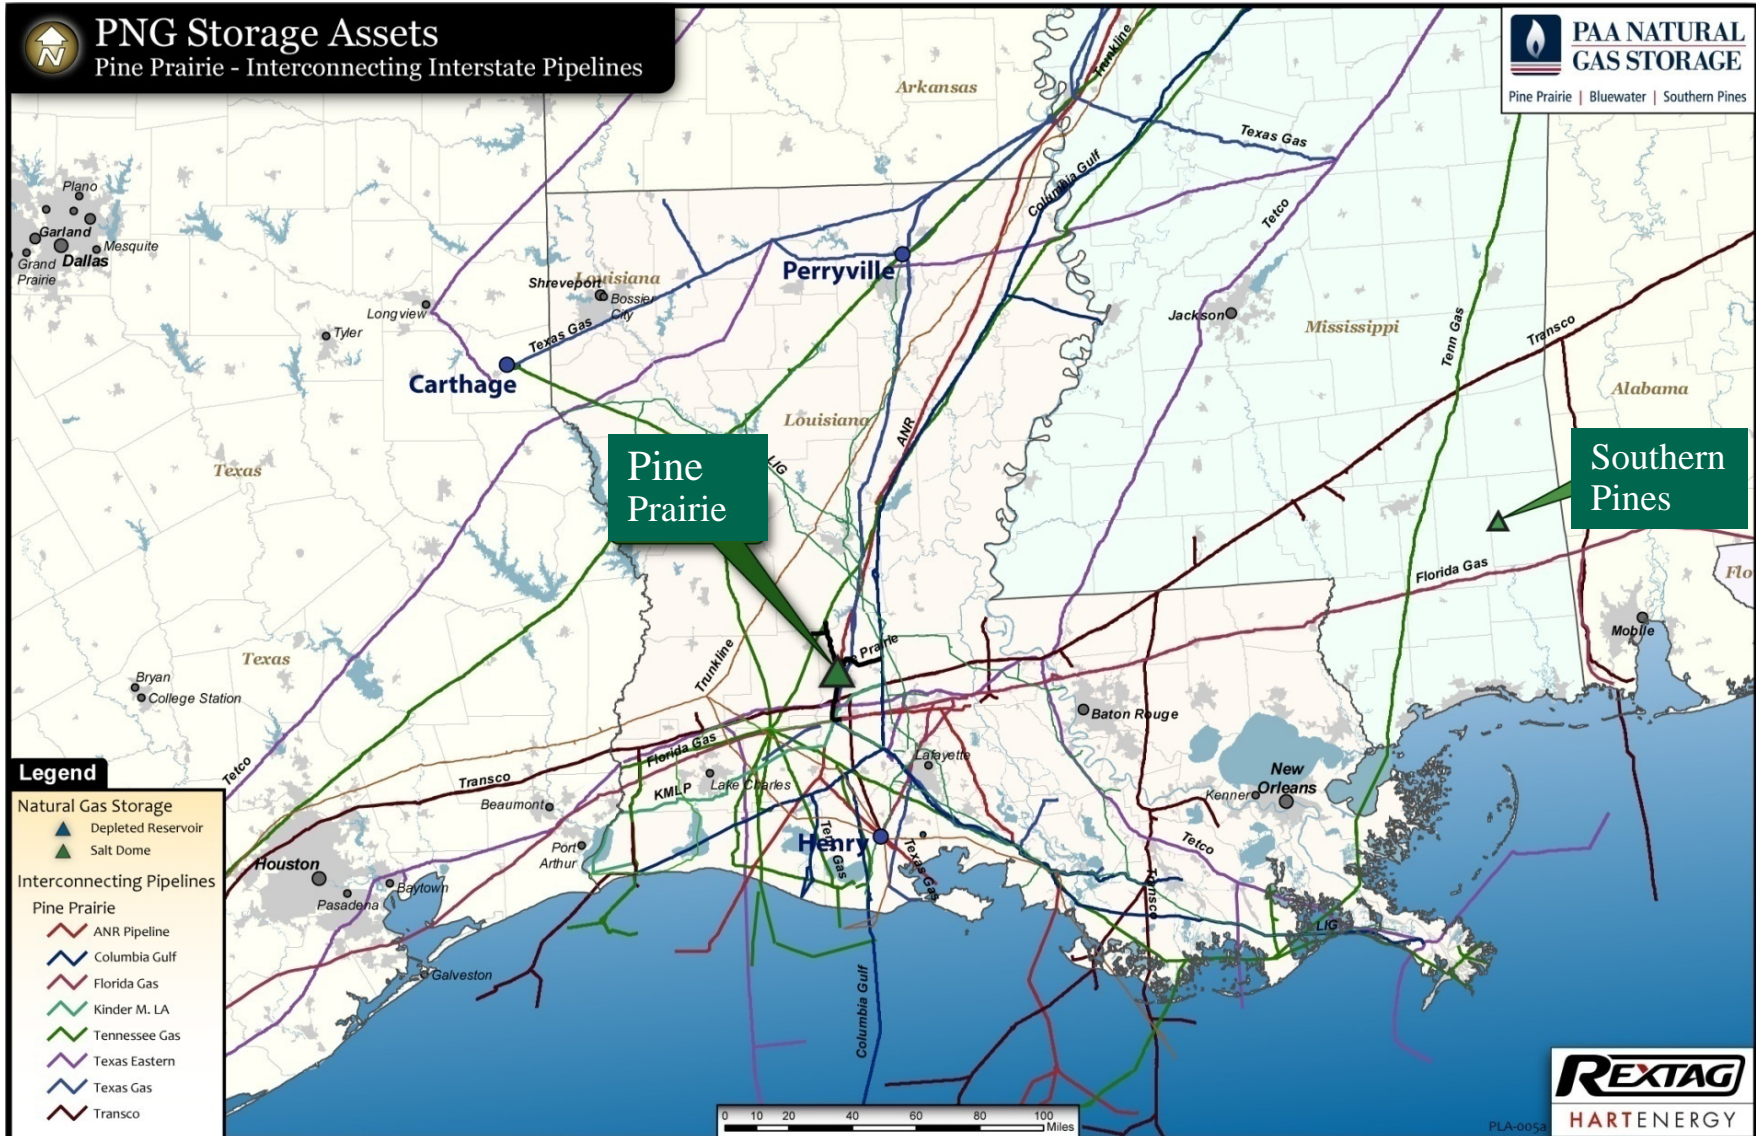 PNG Storage Assets
Pine Prairie - Interconnecting Interstate Pipelines
N
PAA NATURAL
GAS STORAGE
Pine Prairie | Bluewater | Southern Pines
Arkansas
Trunkline
Texas Gas
Columbia Gulf
Tetco
Plano
Garland
Mesquite
Grand
Prairie
Dallas
Perryville
Shreveport
Louisiana
Bossier
City
Longview
Tyler
Texas Gas
Carthage
Jackson
Mississippi
Tenn Gas
Transco
Alabama
Louisiana
ANR
LIG
Texas
Pine
Prairie
Southern
Pines
Florida Gas
Flo
Mobile
Prairie
Texas
Trunkline
Bryan
College Station
Baton Rouge
Florida Gas
Lafayette
Tetco
Transco
Lake Charles
KMLP
Beaumont
New
Orleans
Kenner
Port
Arthur
Henry
Tenn Gas
Texas Gas
Tetco
Transco
LIG
Houston
Baytown
Pasadena
Galveston
Columbia Gulf
Legend
Natural Gas Storage
Depleted Reservoir
Salt Dome
Interconnecting Pipelines
Pine Prairie
ANR Pipeline
Columbia Gulf
Florida Gas
Kinder M. LA
Tennessee Gas
Texas Eastern
Texas Gas
Transco
0 10 20 40 60 80 100
Miles
PLA-005a
REXTAG
HARTENERGY